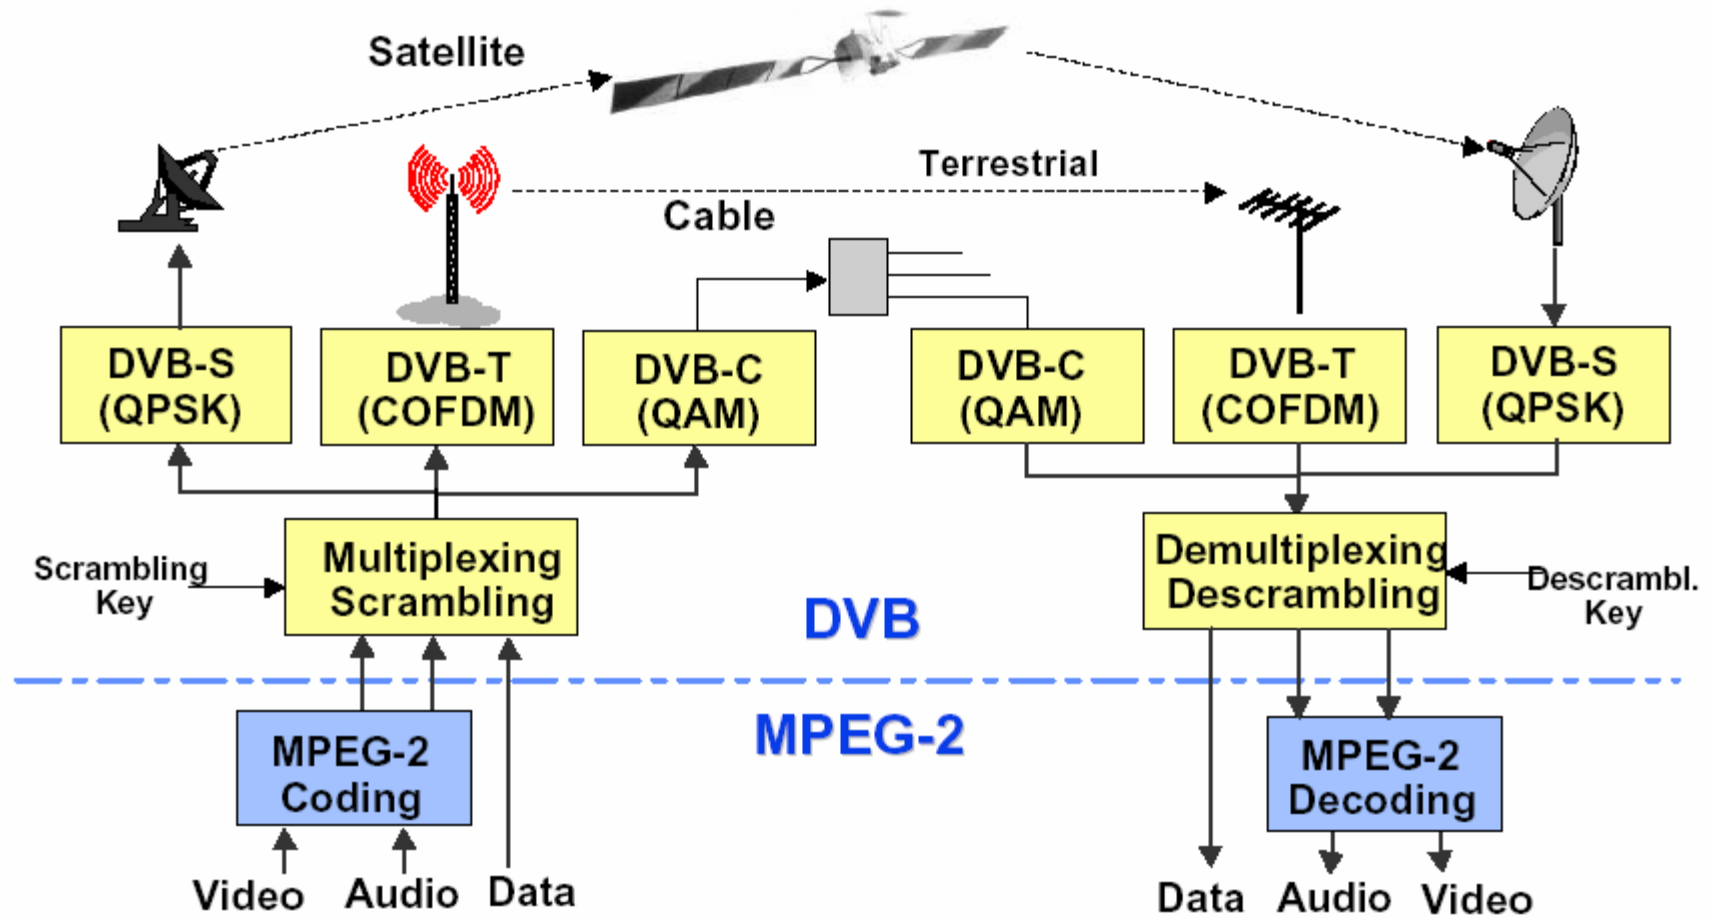 Satellite
Terrestrial
Cable
DVB-S
(QPSK)
DVB-T
(COFDM)
DVB-C
(QAM)
DVB-C
(QAM)
DVB-T
(COFDM)
DVB-S
(QPSK)
Scrambling
Key
Multiplexing
Scrambling
DVB
Demultiplexing
Descrambling
Descrambl.
Key
MPEG-2
MPEG-2
Coding
MPEG-2
Decoding
Video
Audio
Data
Data
Audio
Video